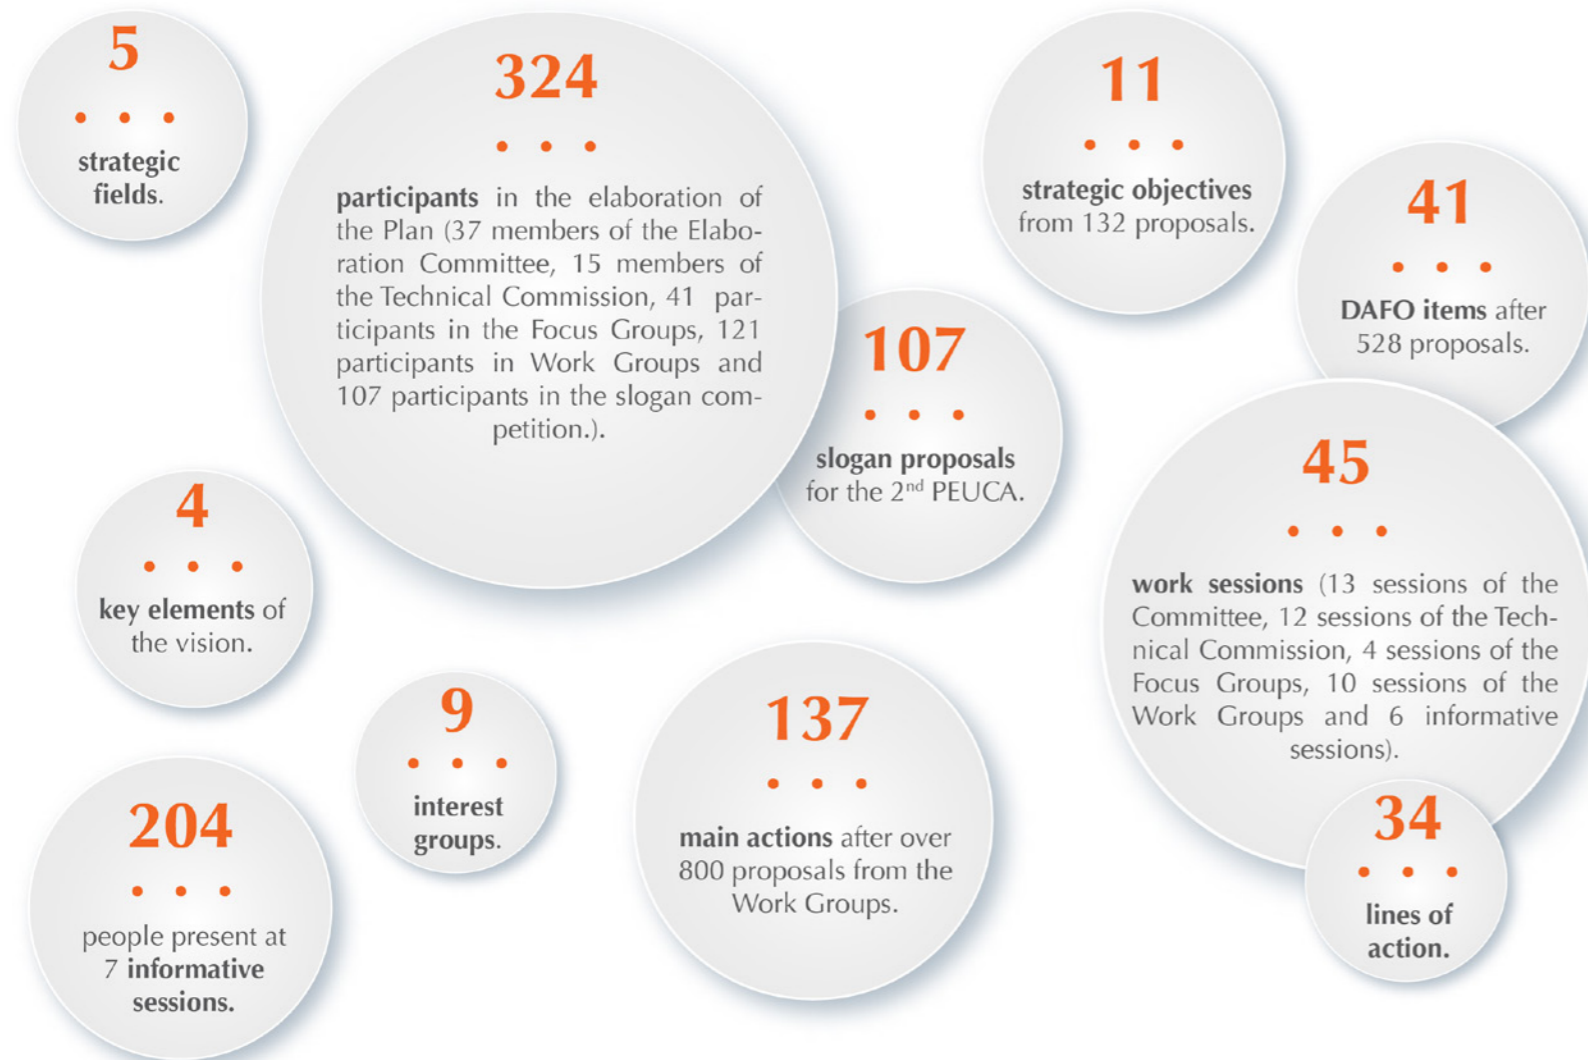 5
strategic
fields.
324
participants in the elaboration of
the Plan (37 members of the Elabo-
ration Committee, 15 members of
the Technical Commission, 41 par-
ticipants in the Focus Groups, 121
participants in Work Groups and
107 participants in the slogan com-
petition.).
11
strategic objectives
from 132 proposals.
41
DAFO items after
528 proposals.
107
slogan proposals
for the 2nd PEUCA.
45
work sessions (13 sessions of the
Committee, 12 sessions of the Tech-
nical Commission, 4 sessions of the
Focus Groups, 10 sessions of the
Work Groups and 6 informative
sessions).
4
key elements of
the vision.
9
interest
groups.
137
main actions after over
800 proposals from the
Work Groups.
204
people present at
7 informative
sessions.
34
lines of
action.